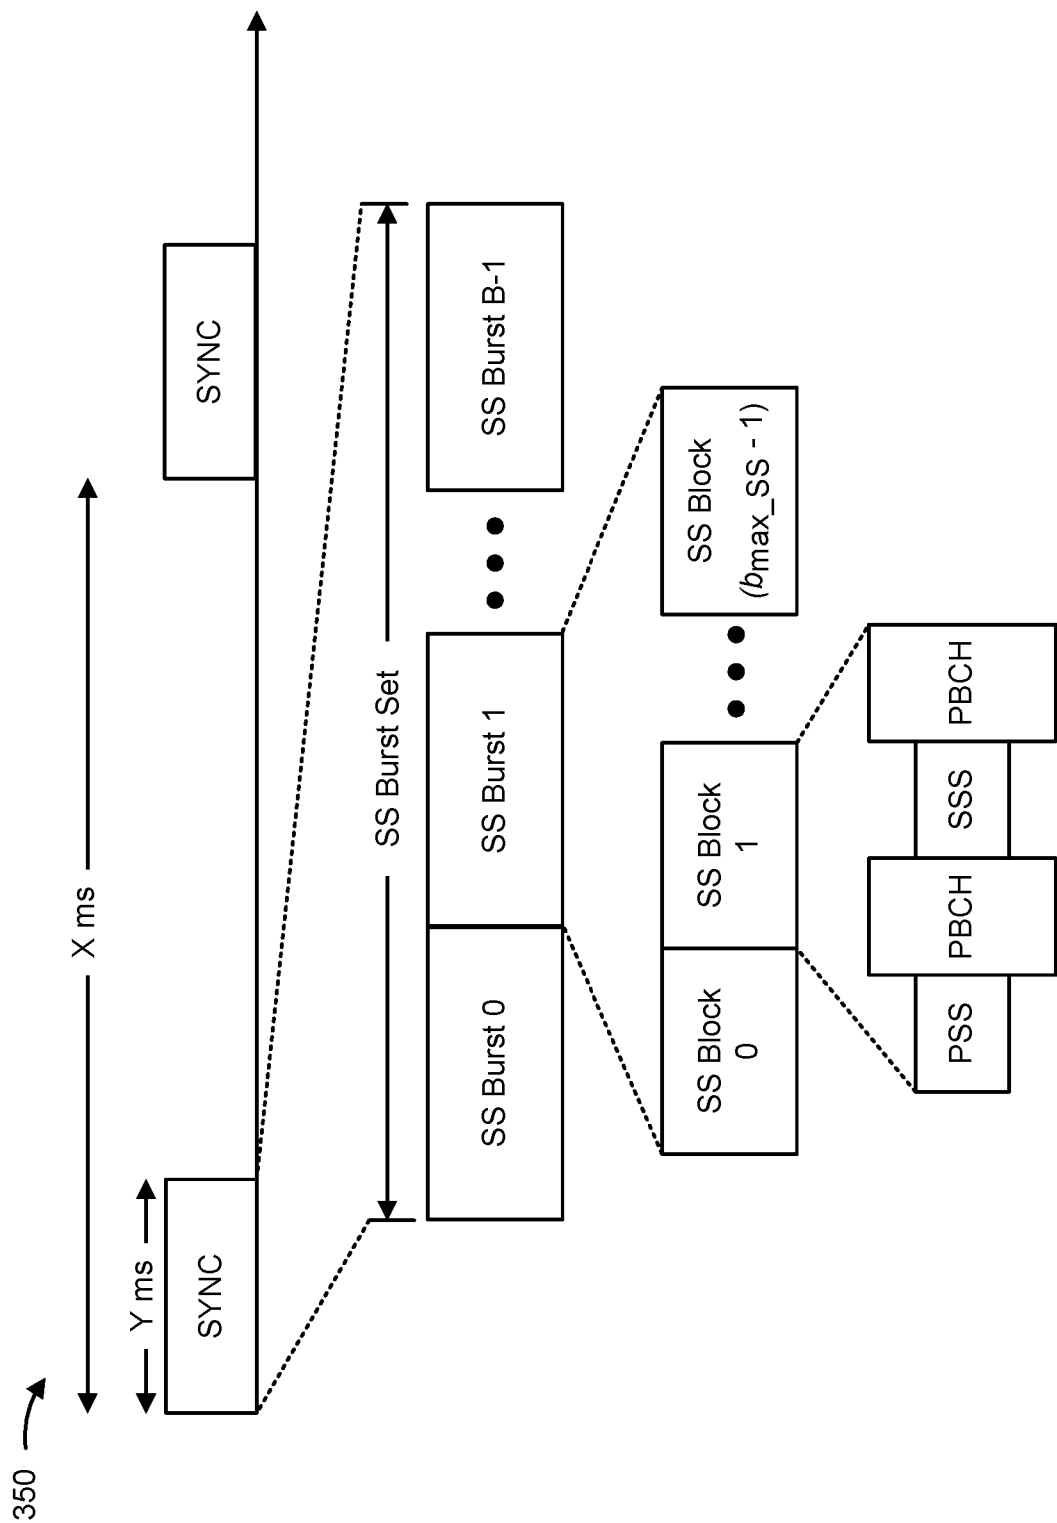 350
X ms
Y ms
SYNC
SYNC
SS Burst Set
SS Burst 0
SS Burst 1
SS Burst B-1
SS Block
0
SS Block
1
SS Block
(bmax_SS - 1)
PSS
PBCH
SSS
PBCH